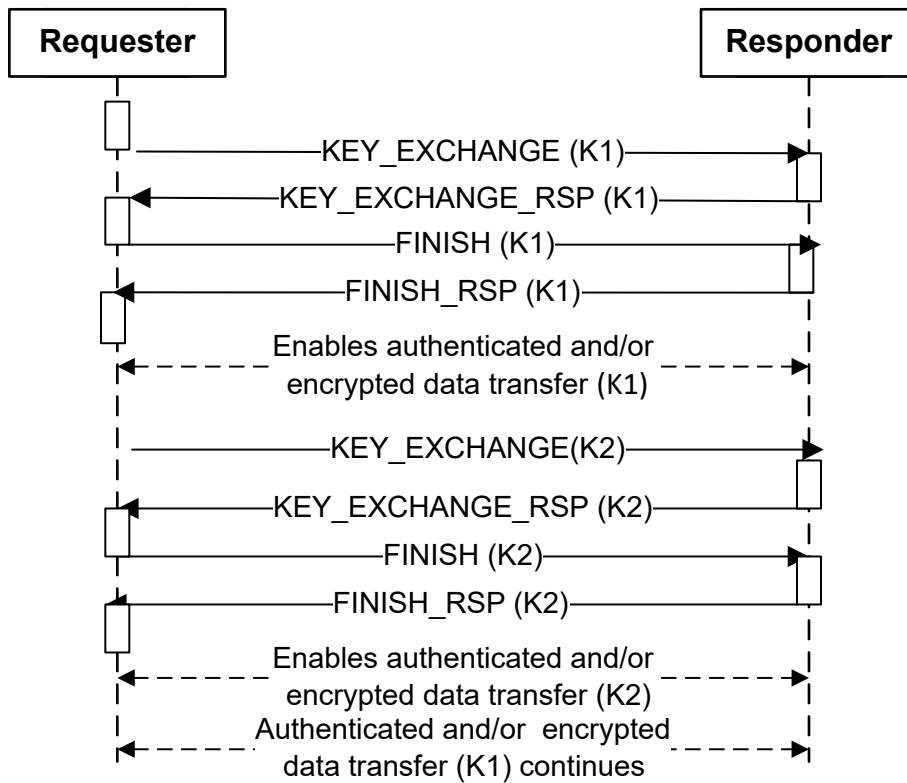 Requester
Responder
KEY_EXCHANGE (K1)
KEY_EXCHANGE_RSP (K1)
FINISH (K1)
FINISH_RSP (K1)
Enables authenticated and/or
encrypted data transfer (K1)
KEY_EXCHANGE(K2)
KEY_EXCHANGE_RSP (K2)
FINISH (K2)
FINISH_RSP (K2)
Enables authenticated and/or
encrypted data transfer (K2)
Authenticated and/or encrypted
data transfer (K1) continues